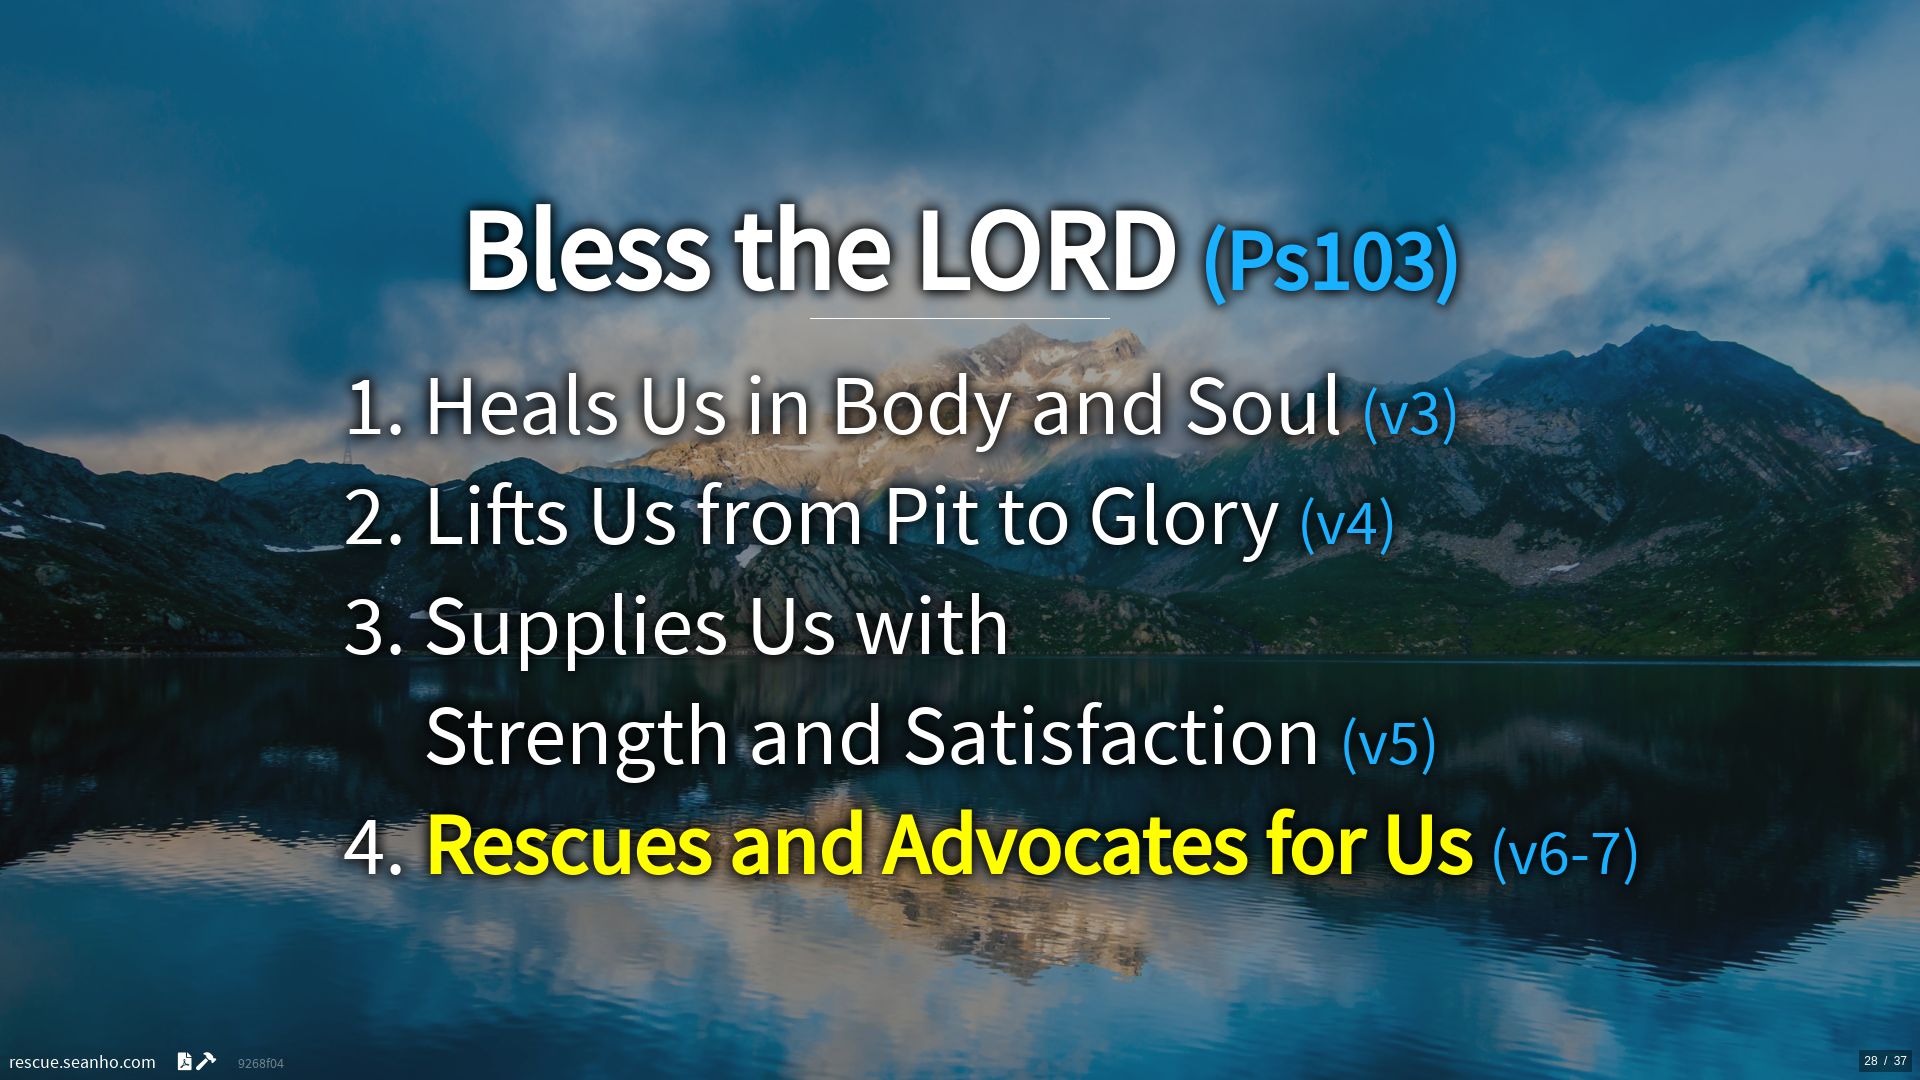 Bless the LORD (Ps103)
1. Heals Us in Body and Soul (v3)
2. Lifts Us from Pit to Glory (v4)
3. Supplies Us with
Strength and Satisfaction (v5)
4. Rescues and Advocates for Us (v6-7)
rescue.seanho.com 9268f04
28 / 37